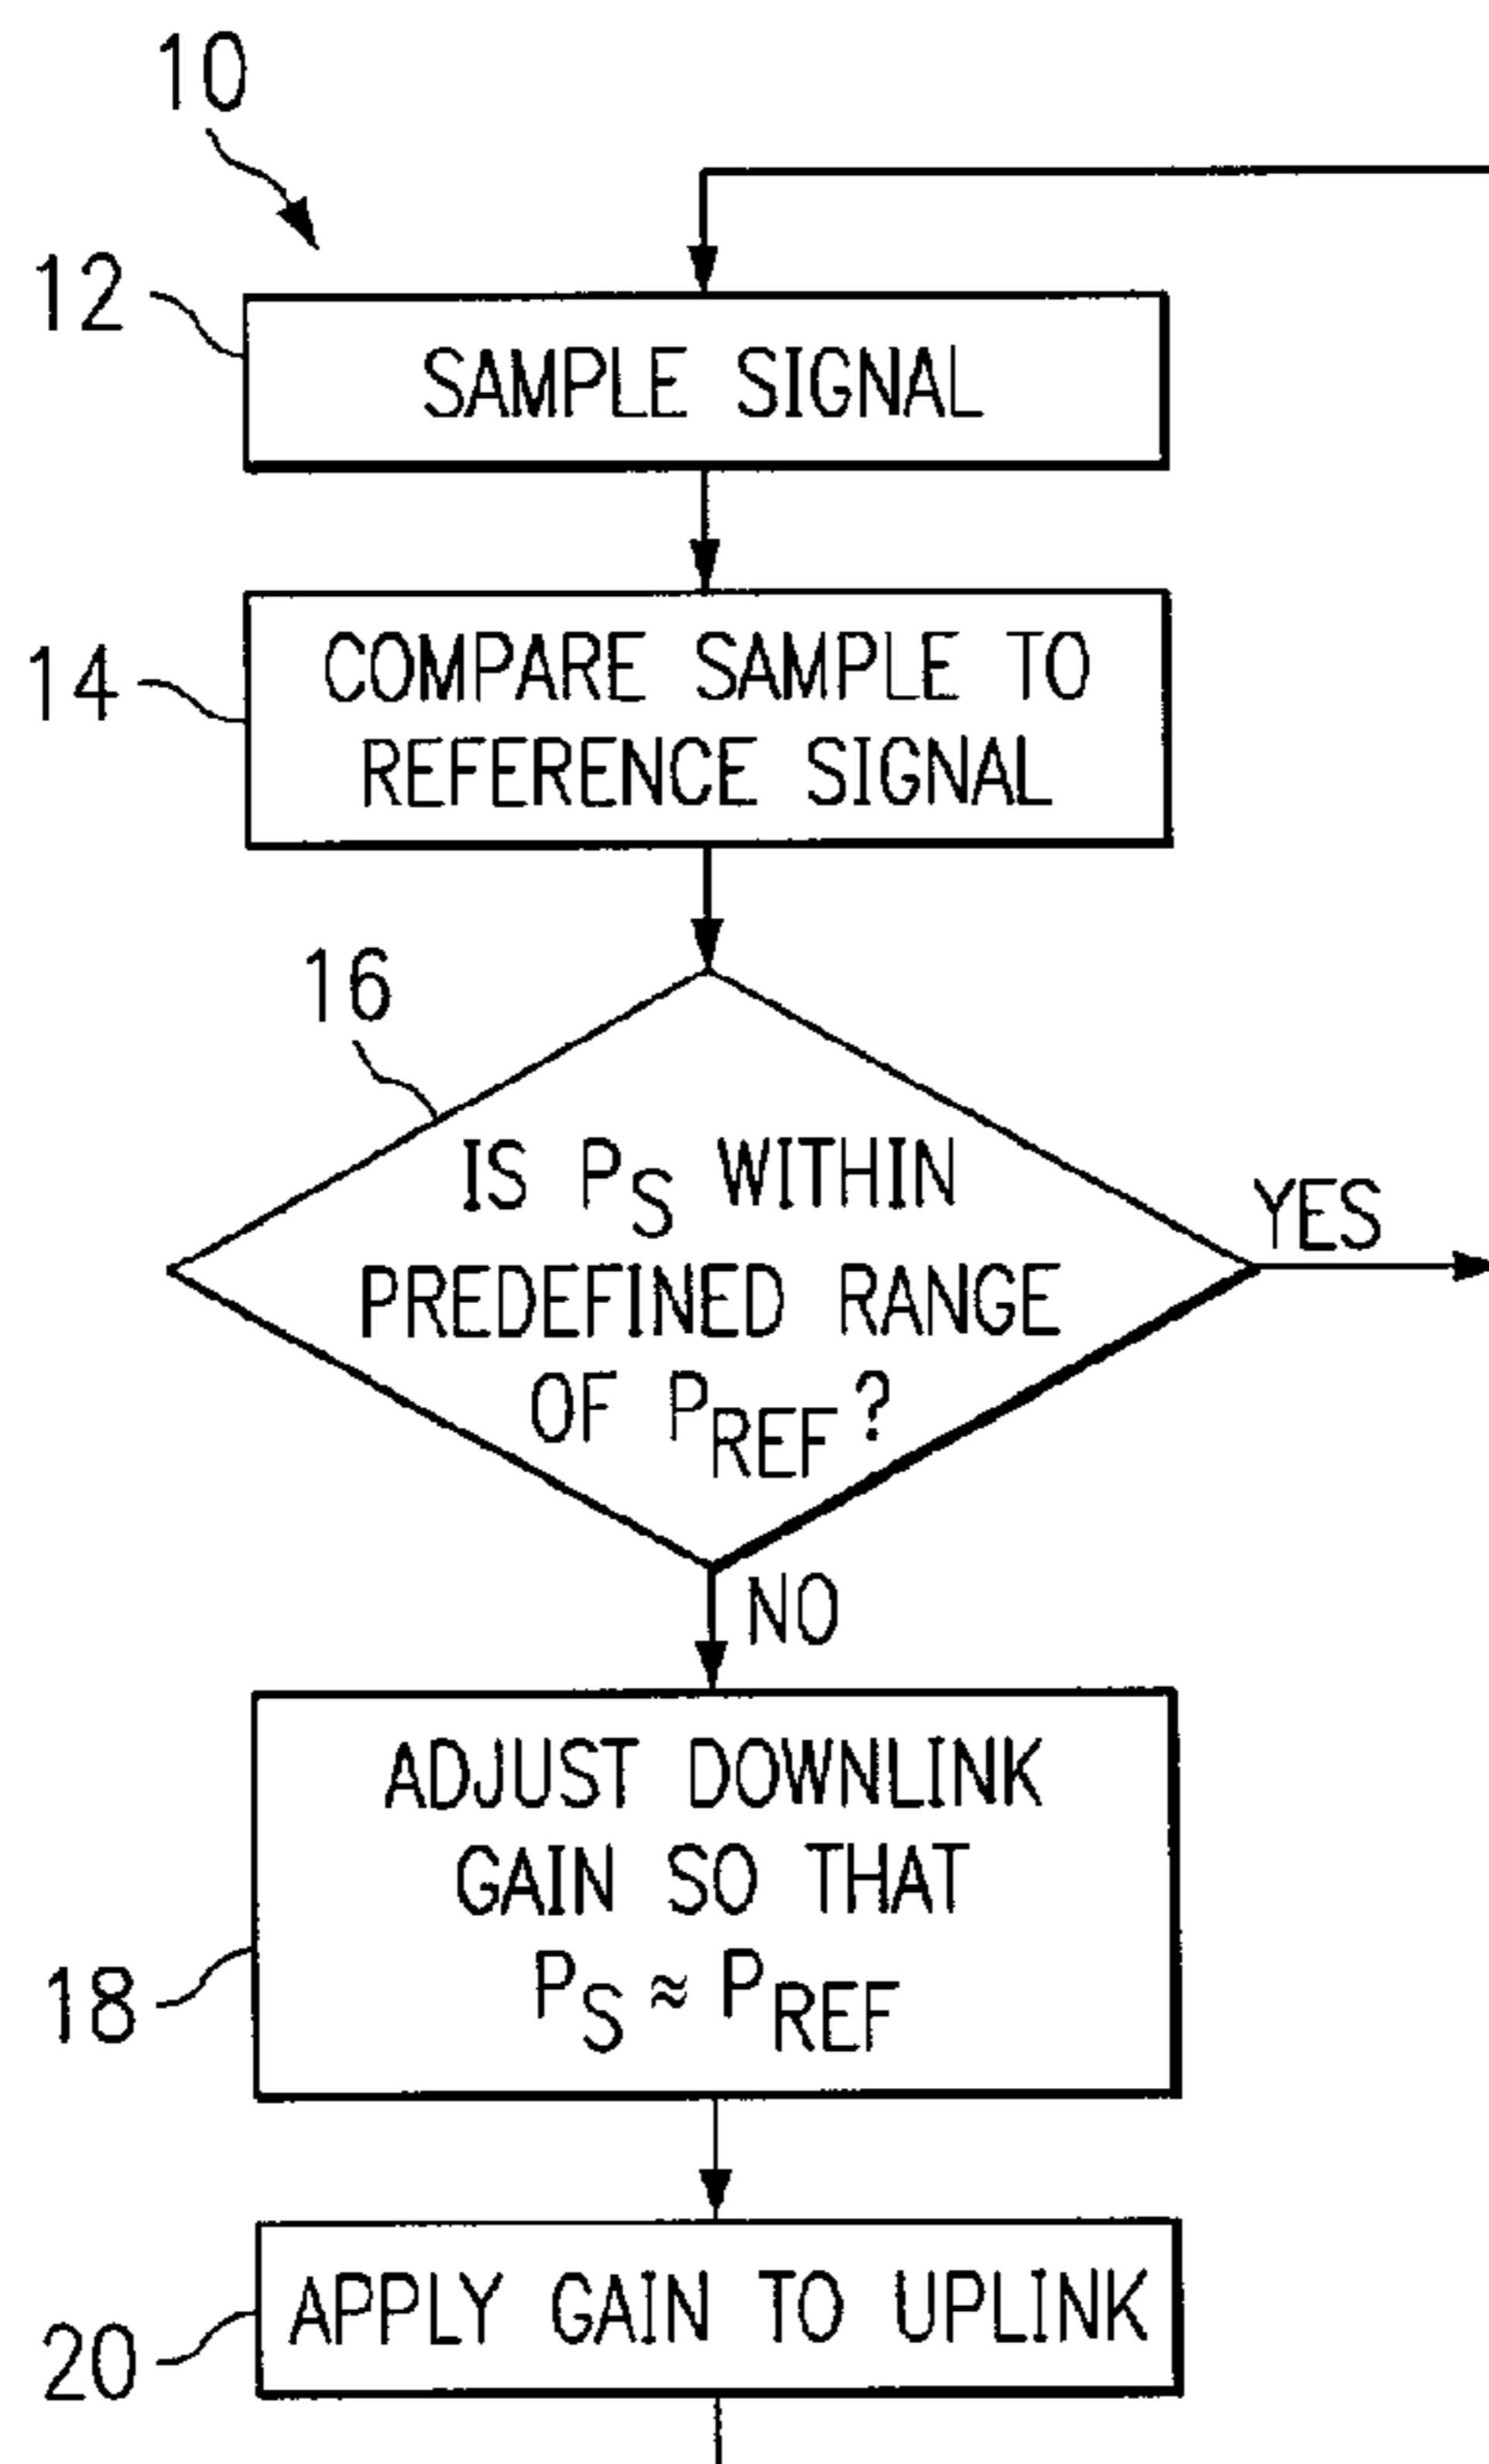 10
12
SAMPLE SIGNAL
14
COMPARE SAMPLE TO
REFERENCE SIGNAL
16
IS PS WITHIN
PREDEFINED RANGE
OF PREF?
YES
NO
ADJUST DOWNLINK
GAIN SO THAT
PS ≈ PREF
18
APPLY GAIN TO UPLINK
20